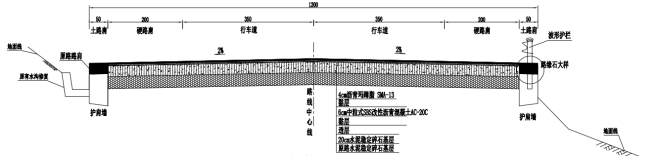 1200
50 200 350 350 200 50
土路肩 硬路肩 行车道 行车道 硬路肩 土路肩
地面线
原路路肩
2% 2%
波形护栏
路缘石大样
原有水沟修复
护肩墙
路线中心线
4cm沥青玛蹄脂 SMA-13
黏层
6cm中粒式SBS改性沥青混凝土AC-20C
黏层
透层
20cm水泥稳定碎石基层
原路水泥稳定碎石基层
护肩墙
地面线